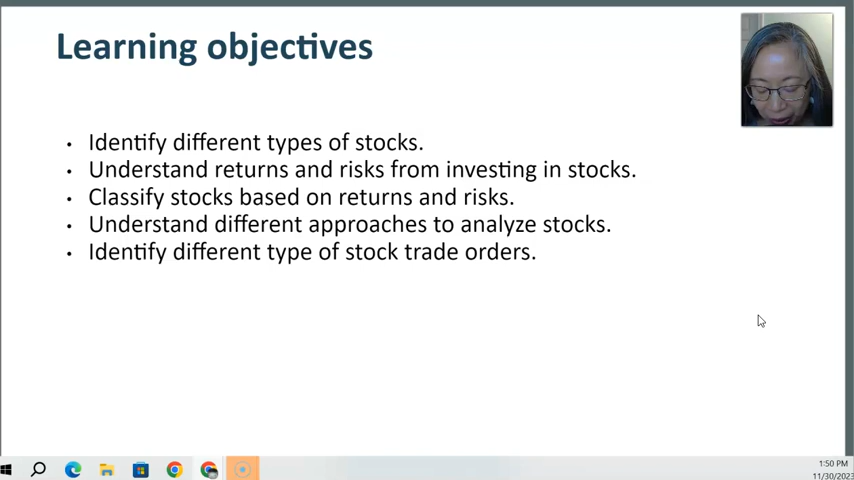 Learning objectives
• Identify different types of stocks.
• Understand returns and risks from investing in stocks.
• Classify stocks based on returns and risks.
• Understand different approaches to analyze stocks.
• Identify different type of stock trade orders.
1:50 PM
11/30/2023